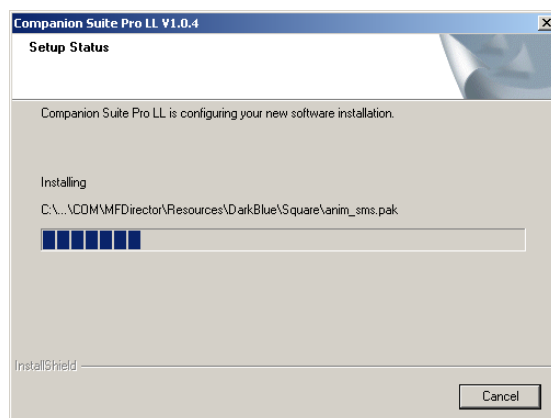 Companion Suite Pro LL V1.0.4
Setup Status
Companion Suite Pro LL is configuring your new software installation.
Installing
C:\...\COM\MFDirector\Resources\DarkBlue\Square\anim_sms.pak
InstallShield
Cancel